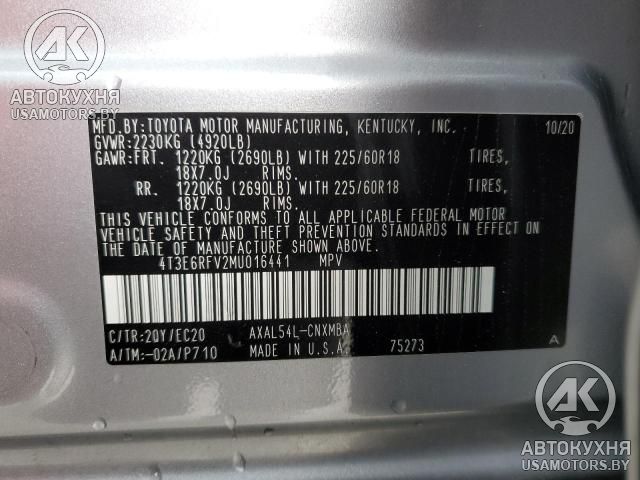 AK
АВТОКУХНЯ
USAMOTORS.BY
MFD.BY:TOYOTA MOTOR MANUFACTURING, KENTUCKY, INC. 10/20
GVWR:2230KG (4920LB)
GAWR:FRT. 1220KG (2690LB) WITH 225/60R18 TIRES,
18X7.0J RIMS.
RR. 1220KG (2690LB) WITH 225/60R18 TIRES,
18X7.0J RIMS.
THIS VEHICLE CONFORMS TO ALL APPLICABLE FEDERAL MOTOR
VEHICLE SAFETY AND THEFT PREVENTION STANDARDS IN EFFECT ON
THE DATE OF MANUFACTURE SHOWN ABOVE.
4T3E6RFV2MU016441 MPV
C/TR:20Y/EC20 AXAL54L-CNXMBA
A/TM:-02A/P710 MADE IN U.S.A. 75273 A
AK
АВТОКУХНЯ
USAMOTORS.BY